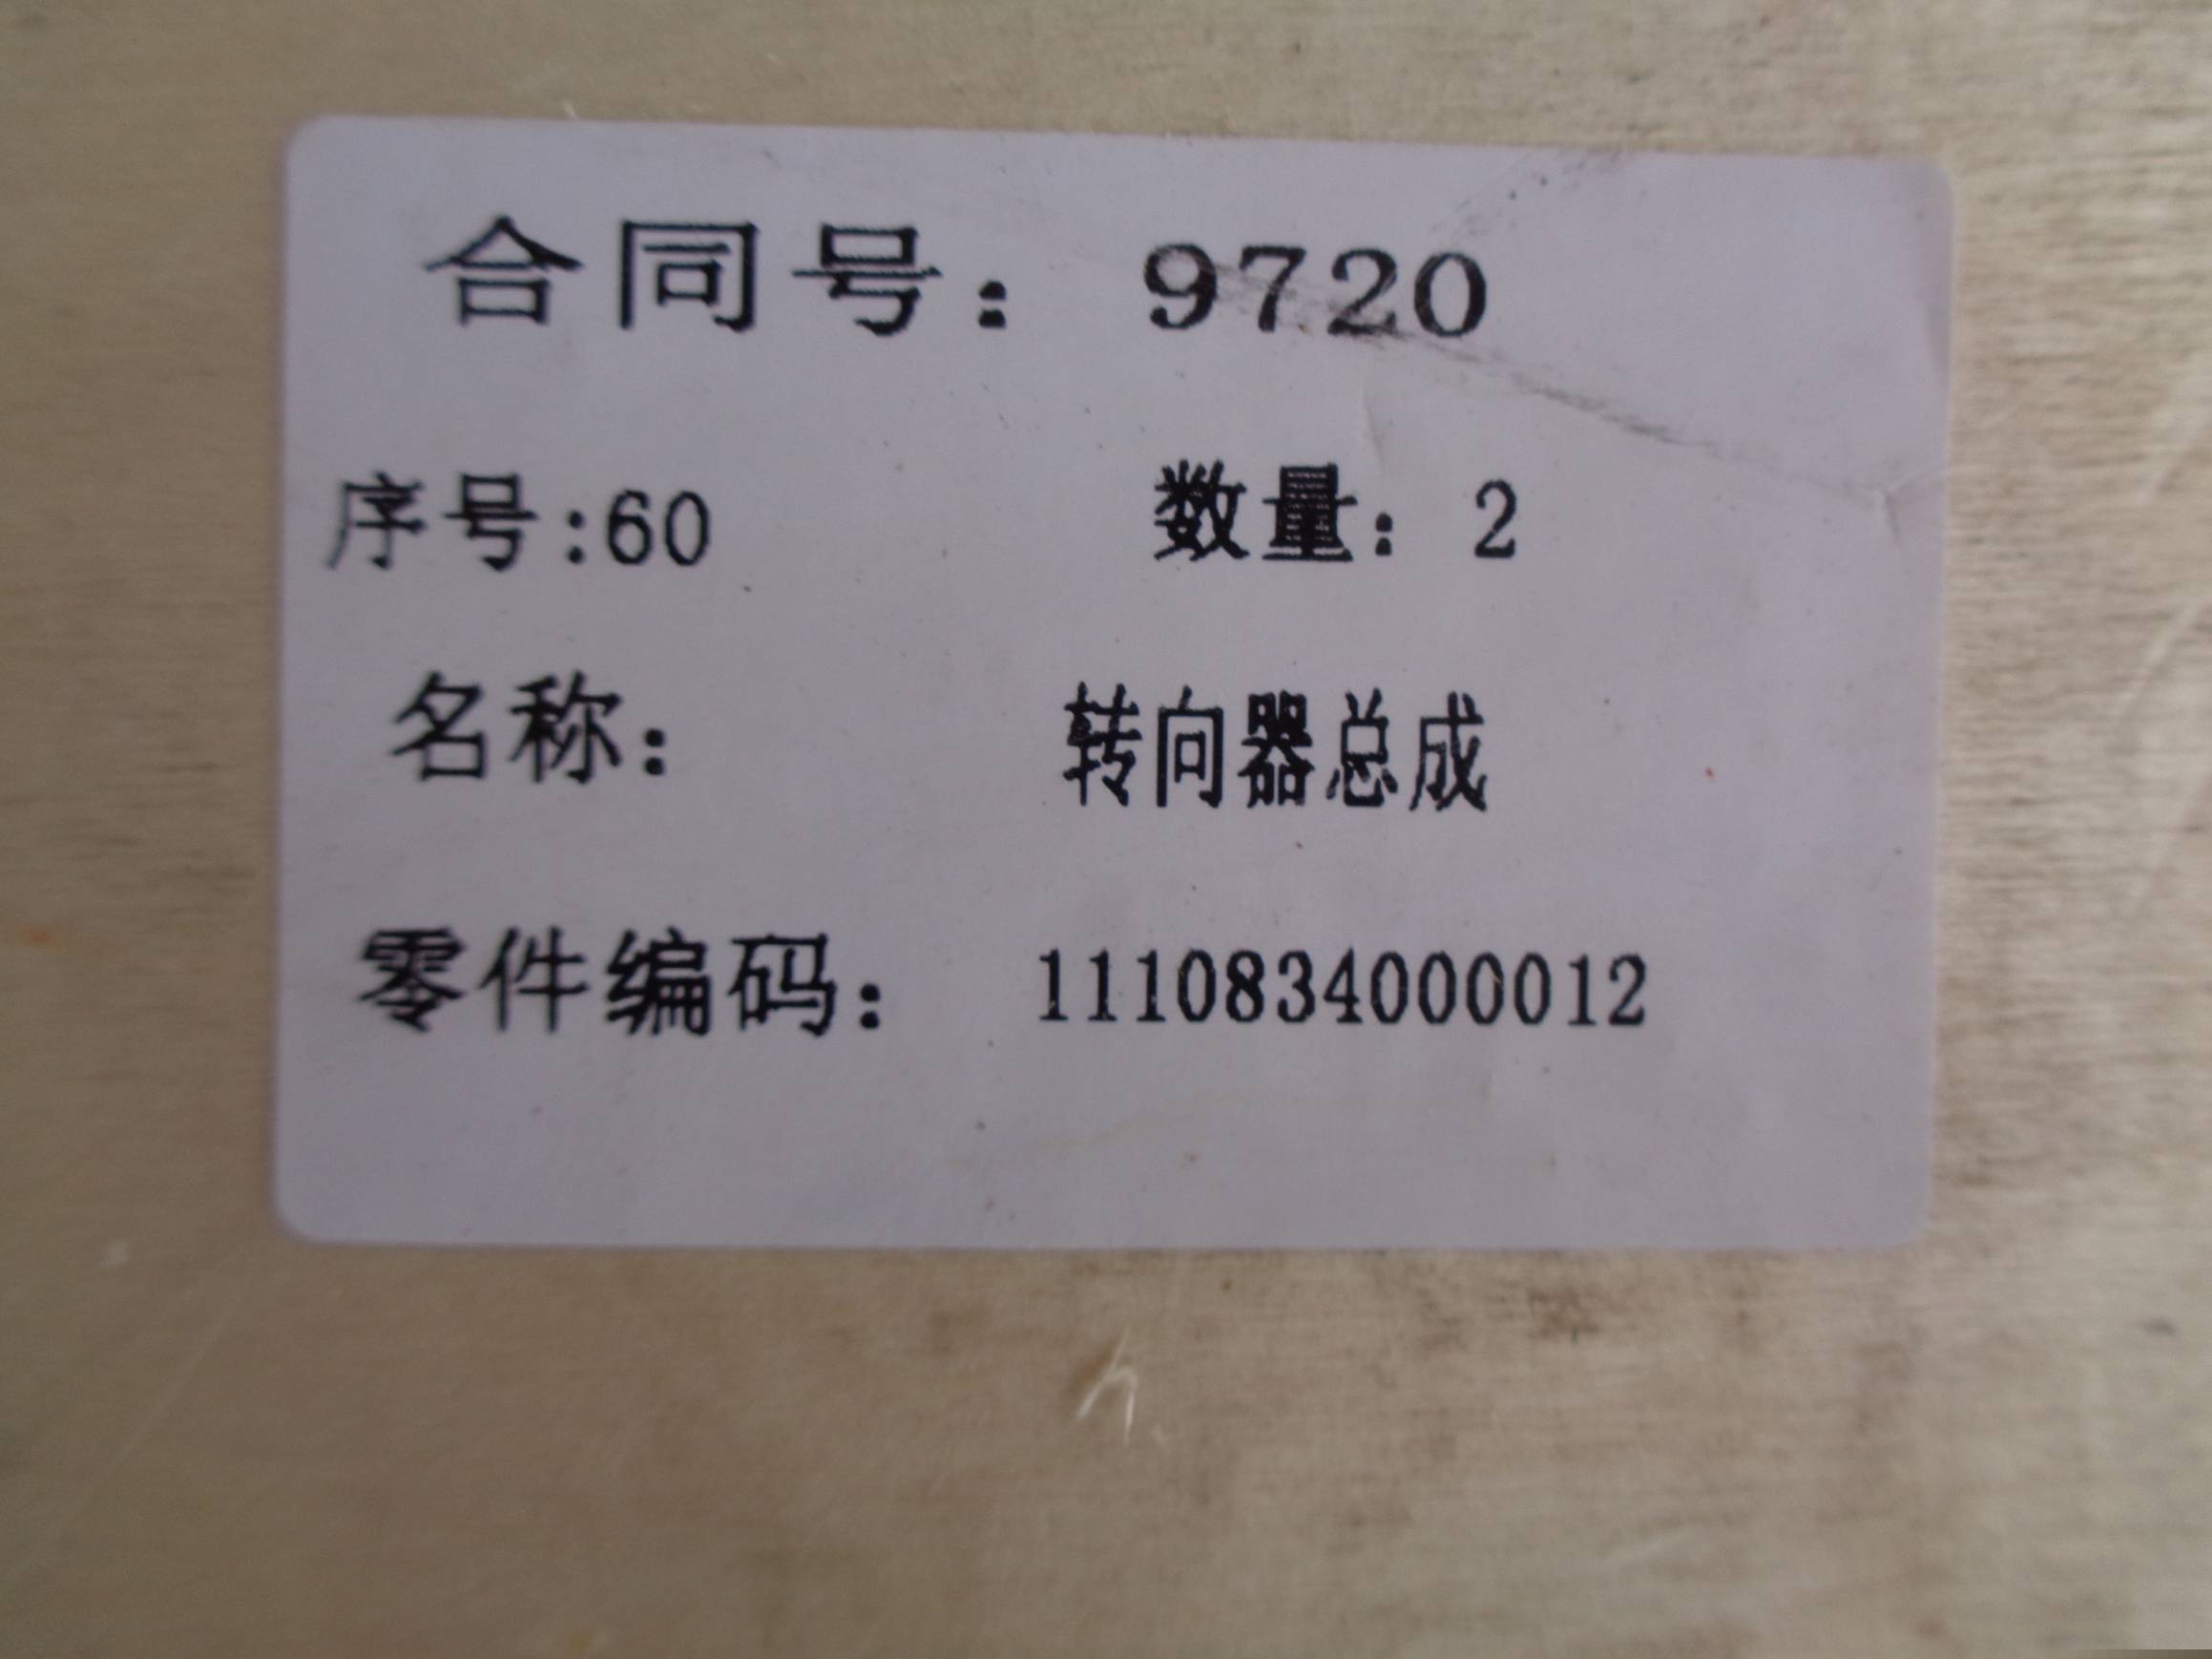 合同号：9720
序号:60 数量：2
名称： 转向器总成
零件编码： 1110834000012